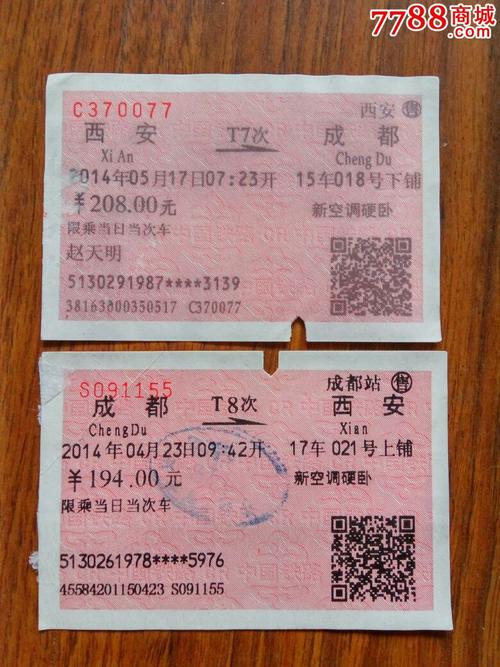 7788商城
C370077
西安 售
西安 T7次 成都
Xi An Cheng Du
2014年05月17日07:23开 15车018号下铺
￥208.00元 新空调硬卧
限乘当日当次车
赵天明
5130291987****3139
38163800350517 C370077
S091155
成都站 售
成都 T8次 西安
ChengDu Xian
2014年04月23日09:42开 17车021号上铺
￥194.00元 新空调硬卧
限乘当日当次车
5130261978****5976
45584201150423 S091155